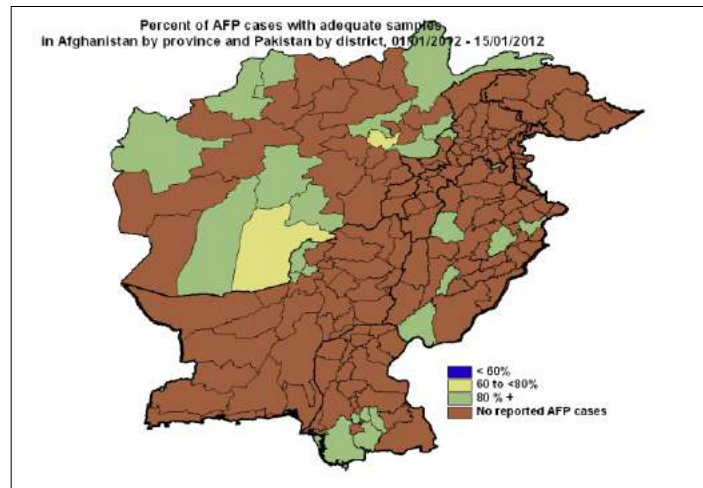 Percent of AFP cases with adequate samples
in Afghanistan by province and Pakistan by district, 01/01/2012 - 15/01/2012
< 60%
60 to <80%
80 % +
No reported AFP cases